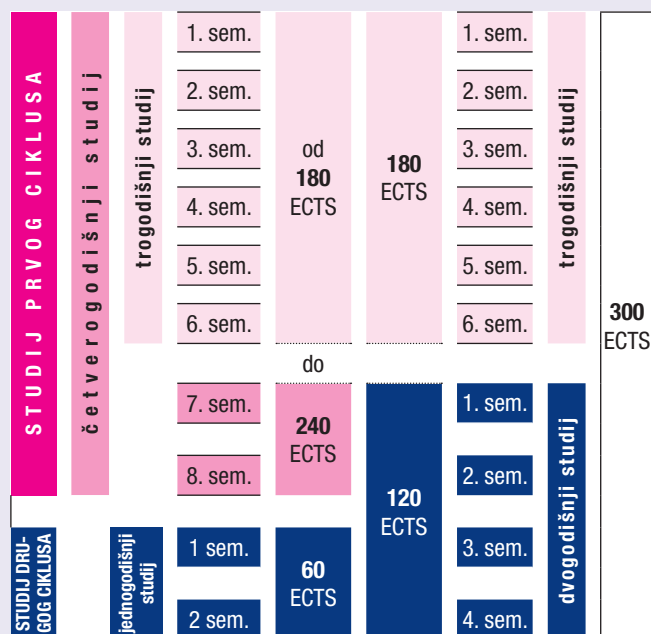 STUDIJ PRVOG CIKLUSA
četverogodišnji studij
trogodišnji studij
1. sem.
2. sem.
3. sem.
4. sem.
5. sem.
6. sem.
7. sem.
8. sem.
od
180
ECTS
do
240
ECTS
180
ECTS
120
ECTS
1. sem.
2. sem.
3. sem.
4. sem.
5. sem.
6. sem.
1. sem.
2. sem.
3. sem.
4. sem.
trogodišnji studij
dvogodišnji studij
300
ECTS
STUDIJ DRU-
GOG CIKLUSA
jednogodišnji
studij
1 sem.
2 sem.
60
ECTS